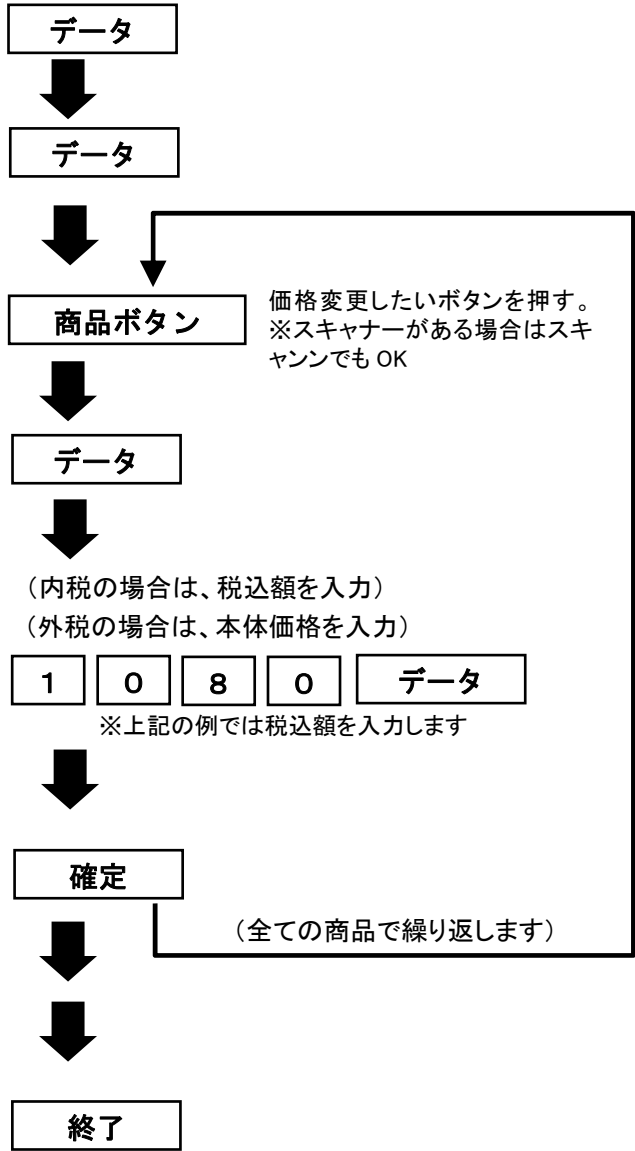 データ
データ
商品ボタン
価格変更したいボタンを押す。
※スキャナーがある場合はスキ
ャンンでも OK
データ
（内税の場合は、税込額を入力）
（外税の場合は、本体価格を入力）
１ ０ ８ ０ データ
※上記の例では税込額を入力します
確定
（全ての商品で繰り返します）
終了